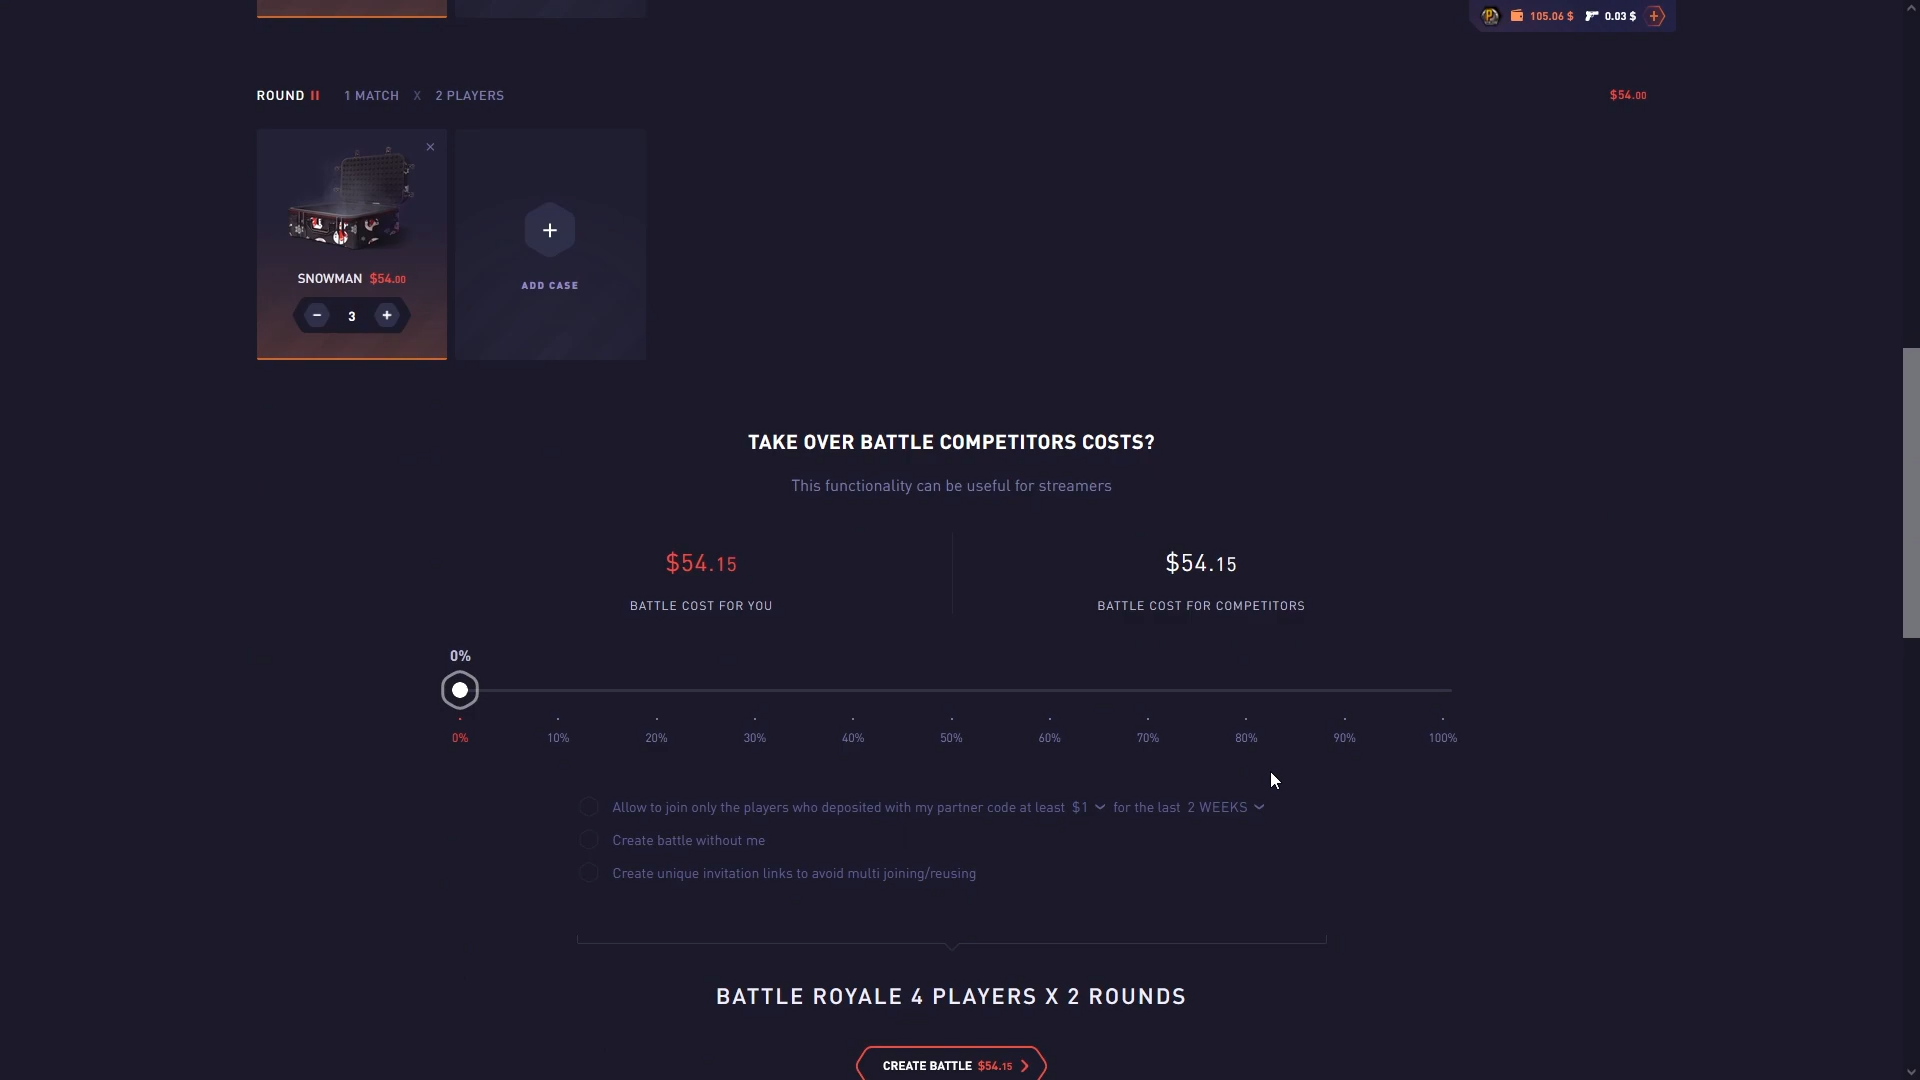 105.06 $ 0.03 $ +
ROUND II 1 MATCH X 2 PLAYERS $54.00
SNOWMAN $54.00
− 3 +
+
ADD CASE
TAKE OVER BATTLE COMPETITORS COSTS?
This functionality can be useful for streamers
$54.15 $54.15
BATTLE COST FOR YOU BATTLE COST FOR COMPETITORS
0%
0% 10% 20% 30% 40% 50% 60% 70% 80% 90% 100%
Allow to join only the players who deposited with my partner code at least $1 for the last 2 WEEKS
Create battle without me
Create unique invitation links to avoid multi joining/reusing
BATTLE ROYALE 4 PLAYERS X 2 ROUNDS
CREATE BATTLE $54.15